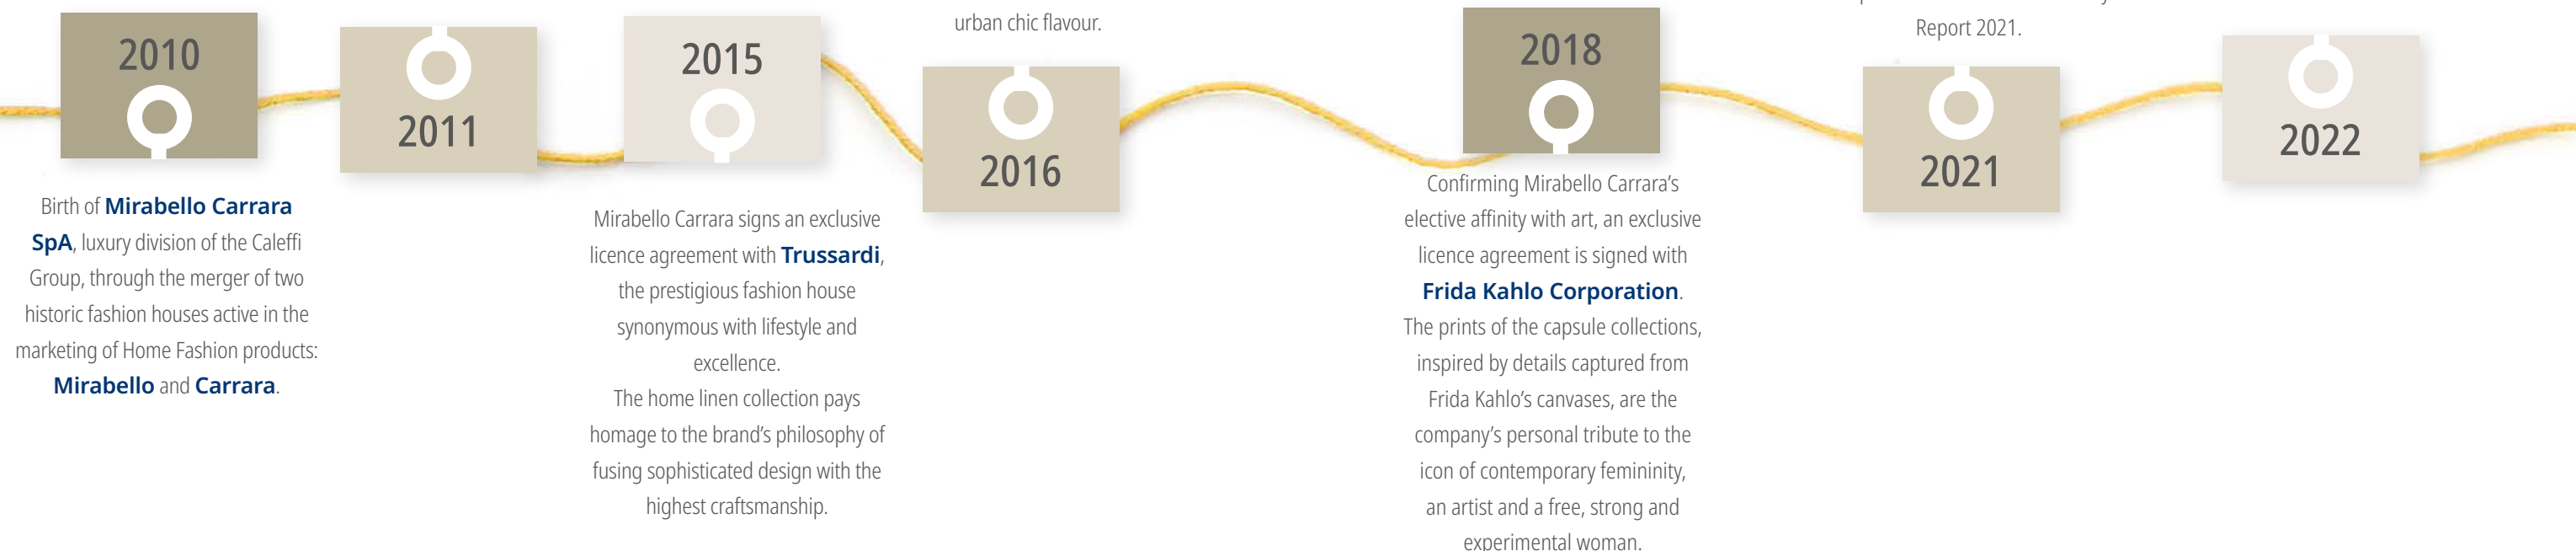 urban chic flavour.
Report 2021.
2010
2011
2015
2016
2018
2021
2022
Birth of Mirabello Carrara
SpA, luxury division of the Caleffi
Group, through the merger of two
historic fashion houses active in the
marketing of Home Fashion products:
Mirabello and Carrara.
Mirabello Carrara signs an exclusive
licence agreement with Trussardi,
the prestigious fashion house
synonymous with lifestyle and
excellence.
The home linen collection pays
homage to the brand’s philosophy of
fusing sophisticated design with the
highest craftsmanship.
Confirming Mirabello Carrara’s
elective affinity with art, an exclusive
licence agreement is signed with
Frida Kahlo Corporation.
The prints of the capsule collections,
inspired by details captured from
Frida Kahlo’s canvases, are the
company’s personal tribute to the
icon of contemporary femininity,
an artist and a free, strong and
experimental woman.